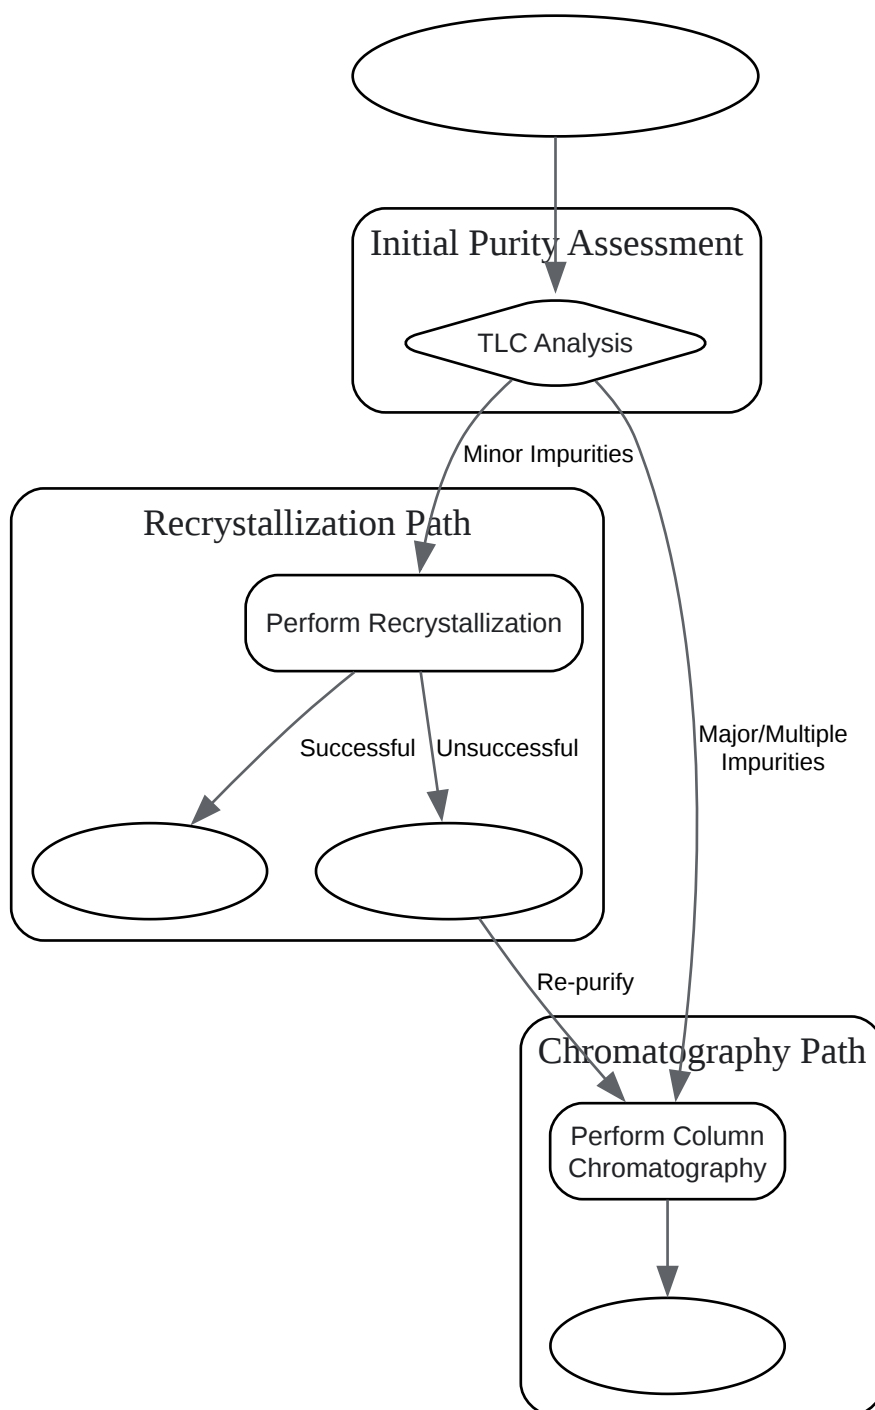 Initial Purity Assessment
TLC Analysis
Minor Impurities
Recrystallization Path
Perform Recrystallization
Successful
Unsuccessful
Major/Multiple
Impurities
Re-purify
Chromatography Path
Perform Column
Chromatography